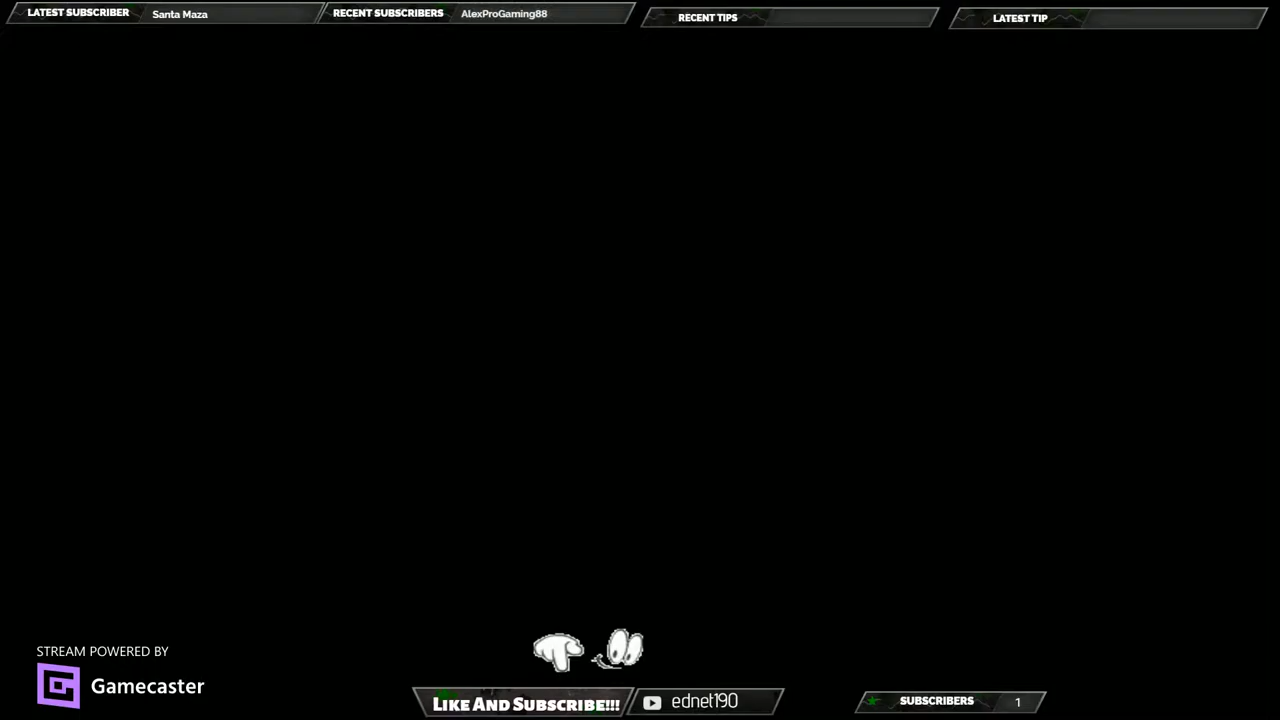 LATEST SUBSCRIBER Santa Maza RECENT SUBSCRIBERS AlexProGaming88 RECENT TIPS LATEST TIP
STREAM POWERED BY
Gamecaster
LIKE AND SUBSCRIBE!!! ednet190 SUBSCRIBERS 1